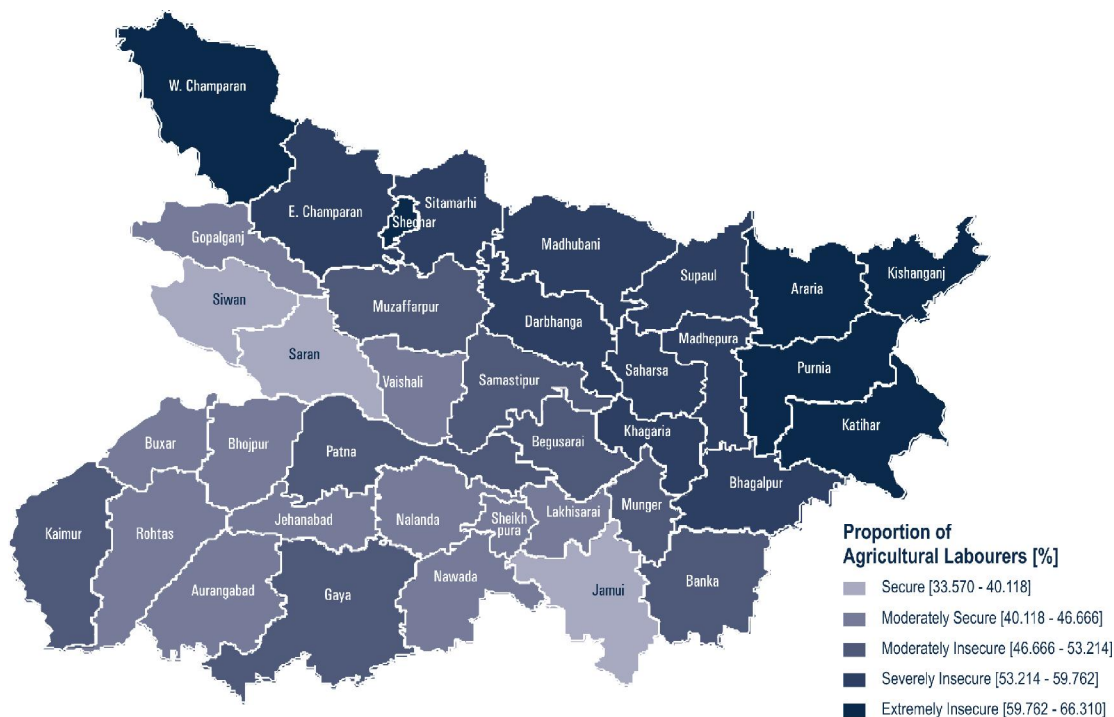 W. Champaran
E. Champaran
Sitamarhi
Sheohar
Gopalganj
Madhubani
Supaul
Araria
Kishanganj
Siwan
Muzaffarpur
Darbhanga
Madhepura
Saran
Vaishali
Samastipur
Saharsa
Purnia
Katihar
Buxar
Bhojpur
Patna
Begusarai
Khagaria
Bhagalpur
Kaimur
Rohtas
Jehanabad
Nalanda
Sheikh
pura
Lakhisarai
Munger
Aurangabad
Gaya
Nawada
Jamui
Banka
Proportion of
Agricultural Labourers [%]
Secure [33.570 - 40.118]
Moderately Secure [40.118 - 46.666]
Moderately Insecure [46.666 - 53.214]
Severely Insecure [53.214 - 59.762]
Extremely Insecure [59.762 - 66.310]